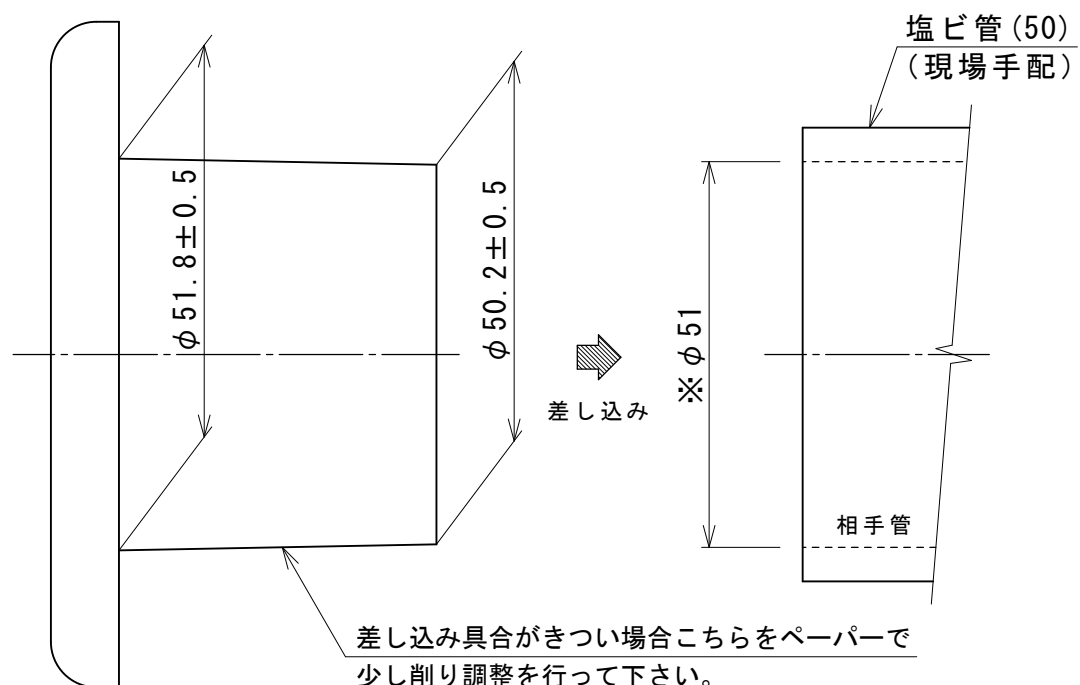 塩ビ管(50)
(現場手配)
φ51.8±0.5
φ50.2±0.5
※φ51
差し込み
相手管
差し込み具合がきつい場合こちらをペーパーで
少し削り調整を行って下さい。